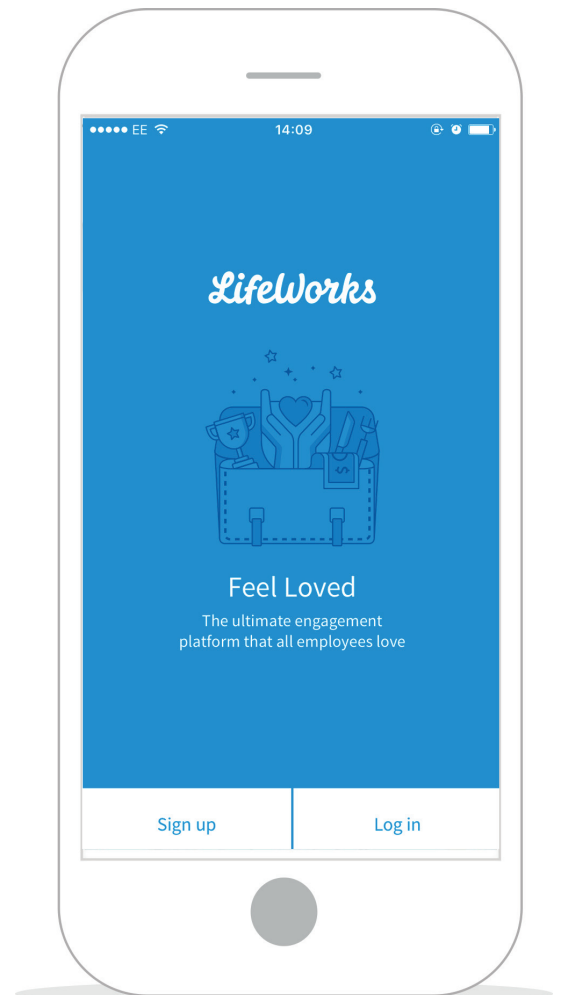 EE 14:09
LifeWorks
$
Feel Loved
The ultimate engagement
platform that all employees love
Sign up Log in